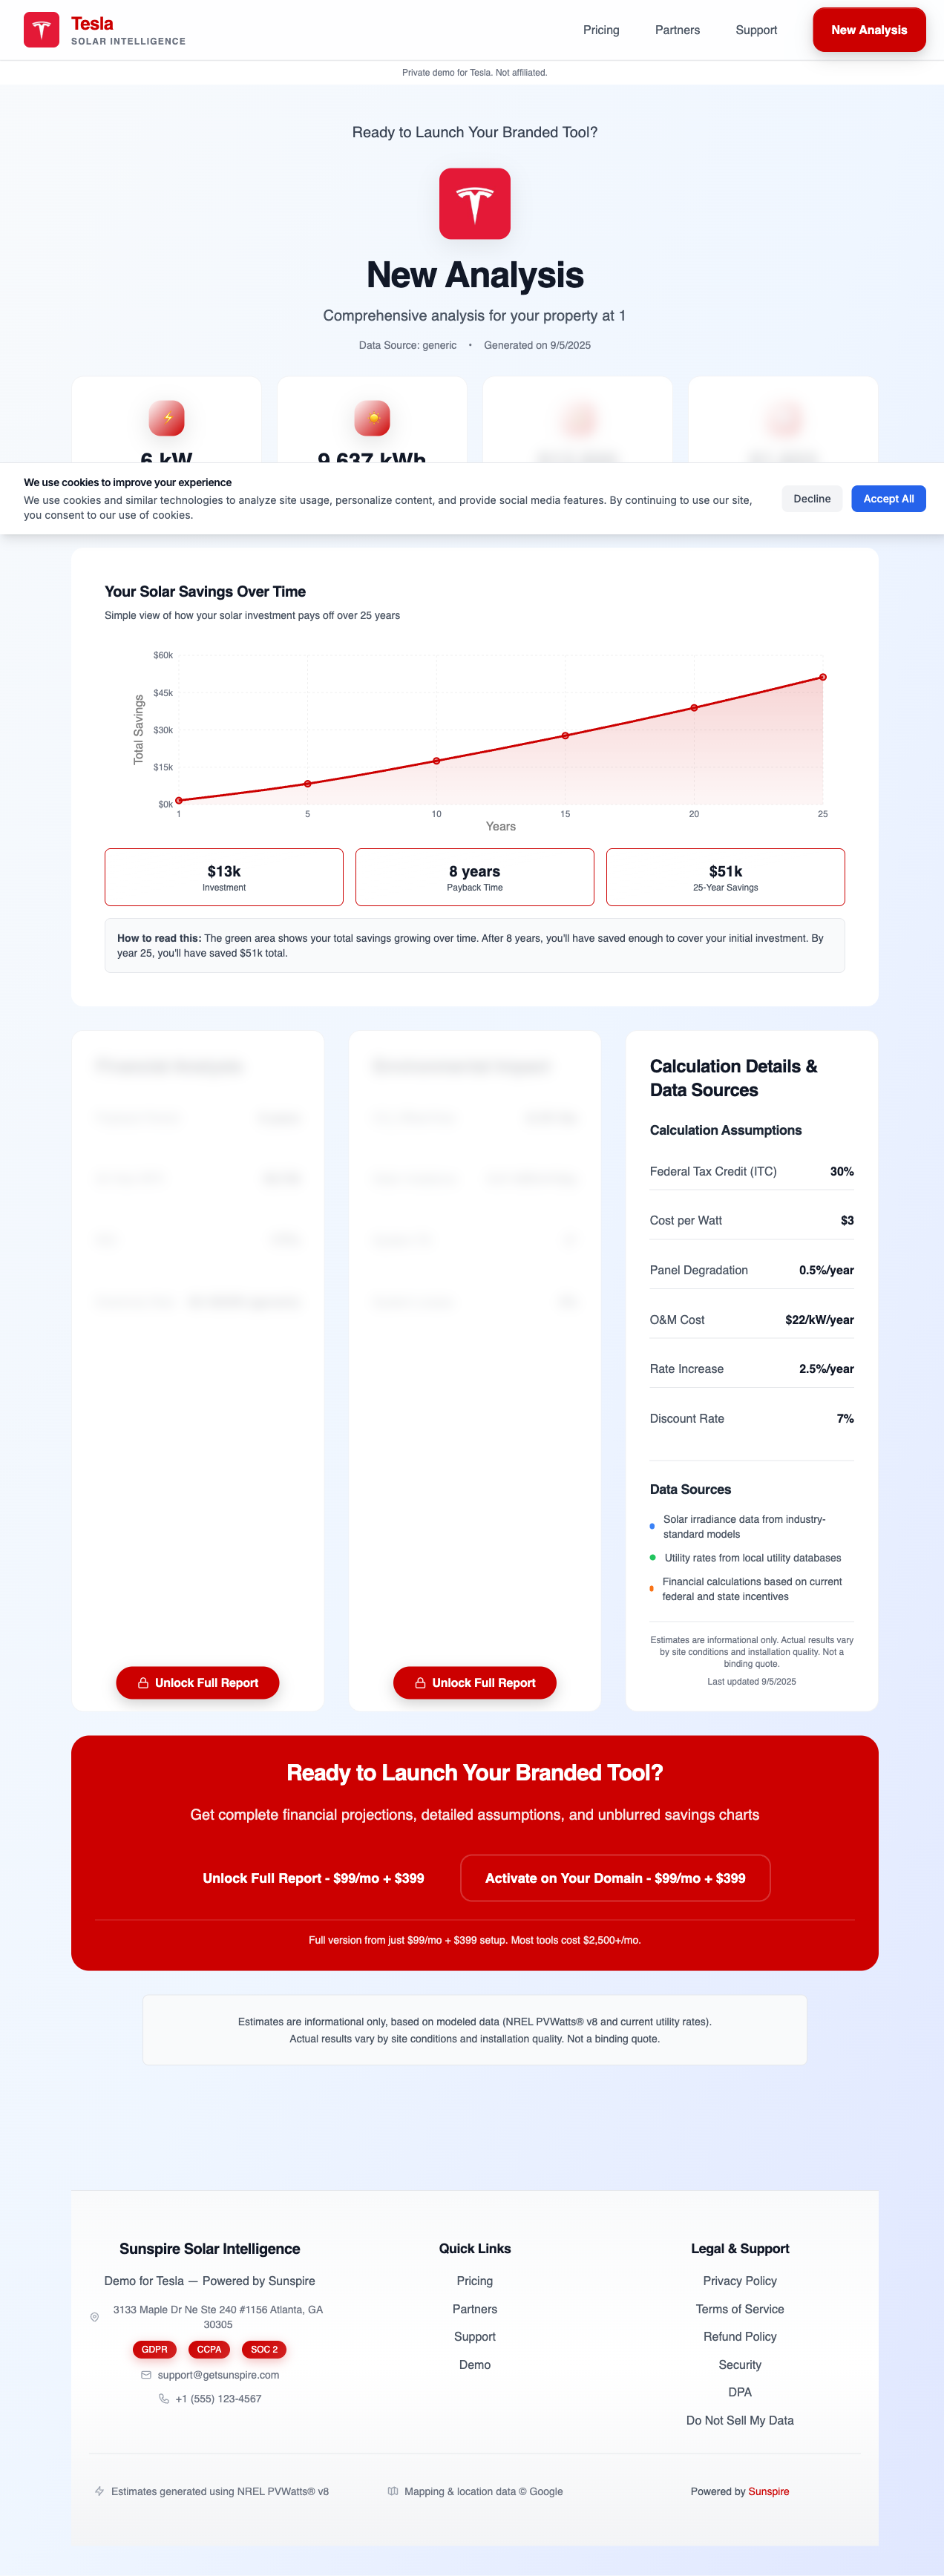 Tesla
SOLAR INTELLIGENCE
Pricing
Partners
Support
New Analysis
Private demo for Tesla. Not affiliated.
Ready to Launch Your Branded Tool?
New Analysis
Comprehensive analysis for your property at 1
Data Source: generic • Generated on 9/5/2025
6 kW
9,637 kWh
We use cookies to improve your experience
We use cookies and similar technologies to analyze site usage, personalize content, and provide social media features. By continuing to use our site,
you consent to our use of cookies.
Decline
Accept All
Your Solar Savings Over Time
Simple view of how your solar investment pays off over 25 years
$60k
$45k
$30k
$15k
$0k
Total Savings
1
5
10
15
20
25
Years
$13k
Investment
8 years
Payback Time
$51k
25-Year Savings
How to read this: The green area shows your total savings growing over time. After 8 years, you'll have saved enough to cover your initial investment. By
year 25, you'll have saved $51k total.
Unlock Full Report
Unlock Full Report
Calculation Details &
Data Sources
Calculation Assumptions
Federal Tax Credit (ITC) 30%
Cost per Watt $3
Panel Degradation 0.5%/year
O&M Cost $22/kW/year
Rate Increase 2.5%/year
Discount Rate 7%
Data Sources
Solar irradiance data from industry-
standard models
Utility rates from local utility databases
Financial calculations based on current
federal and state incentives
Estimates are informational only. Actual results vary
by site conditions and installation quality. Not a
binding quote.
Last updated 9/5/2025
Ready to Launch Your Branded Tool?
Get complete financial projections, detailed assumptions, and unblurred savings charts
Unlock Full Report - $99/mo + $399
Activate on Your Domain - $99/mo + $399
Full version from just $99/mo + $399 setup. Most tools cost $2,500+/mo.
Estimates are informational only, based on modeled data (NREL PVWatts® v8 and current utility rates).
Actual results vary by site conditions and installation quality. Not a binding quote.
Sunspire Solar Intelligence
Demo for Tesla — Powered by Sunspire
3133 Maple Dr Ne Ste 240 #1156 Atlanta, GA
30305
GDPR
CCPA
SOC 2
support@getsunspire.com
+1 (555) 123-4567
Quick Links
Pricing
Partners
Support
Demo
Legal & Support
Privacy Policy
Terms of Service
Refund Policy
Security
DPA
Do Not Sell My Data
Estimates generated using NREL PVWatts® v8
Mapping & location data © Google
Powered by Sunspire